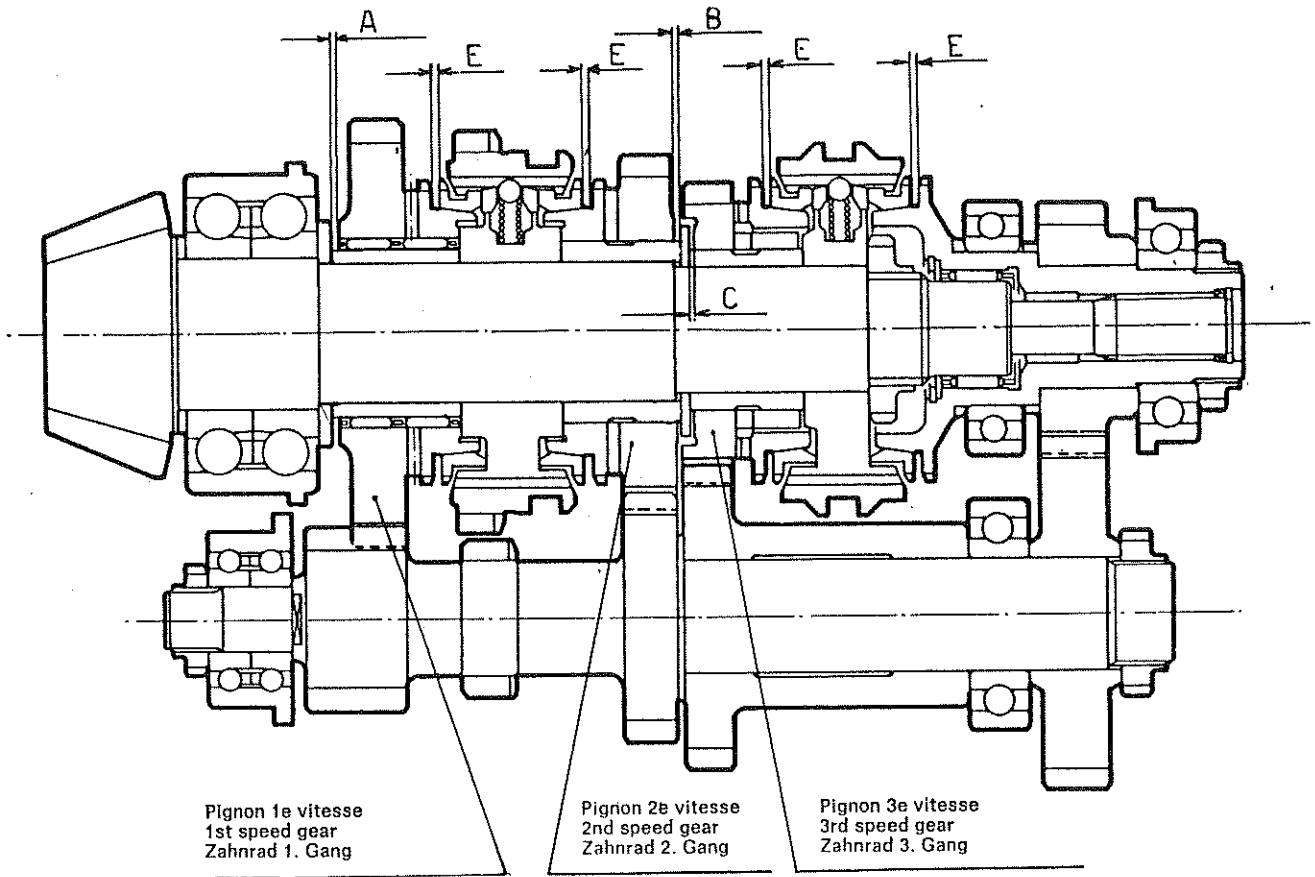 A
B
E
E
E
E
C
Pignon 1e vitesse
1st speed gear
Zahnrad 1. Gang
Pignon 2e vitesse
2nd speed gear
Zahnrad 2. Gang
Pignon 3e vitesse
3rd speed gear
Zahnrad 3. Gang